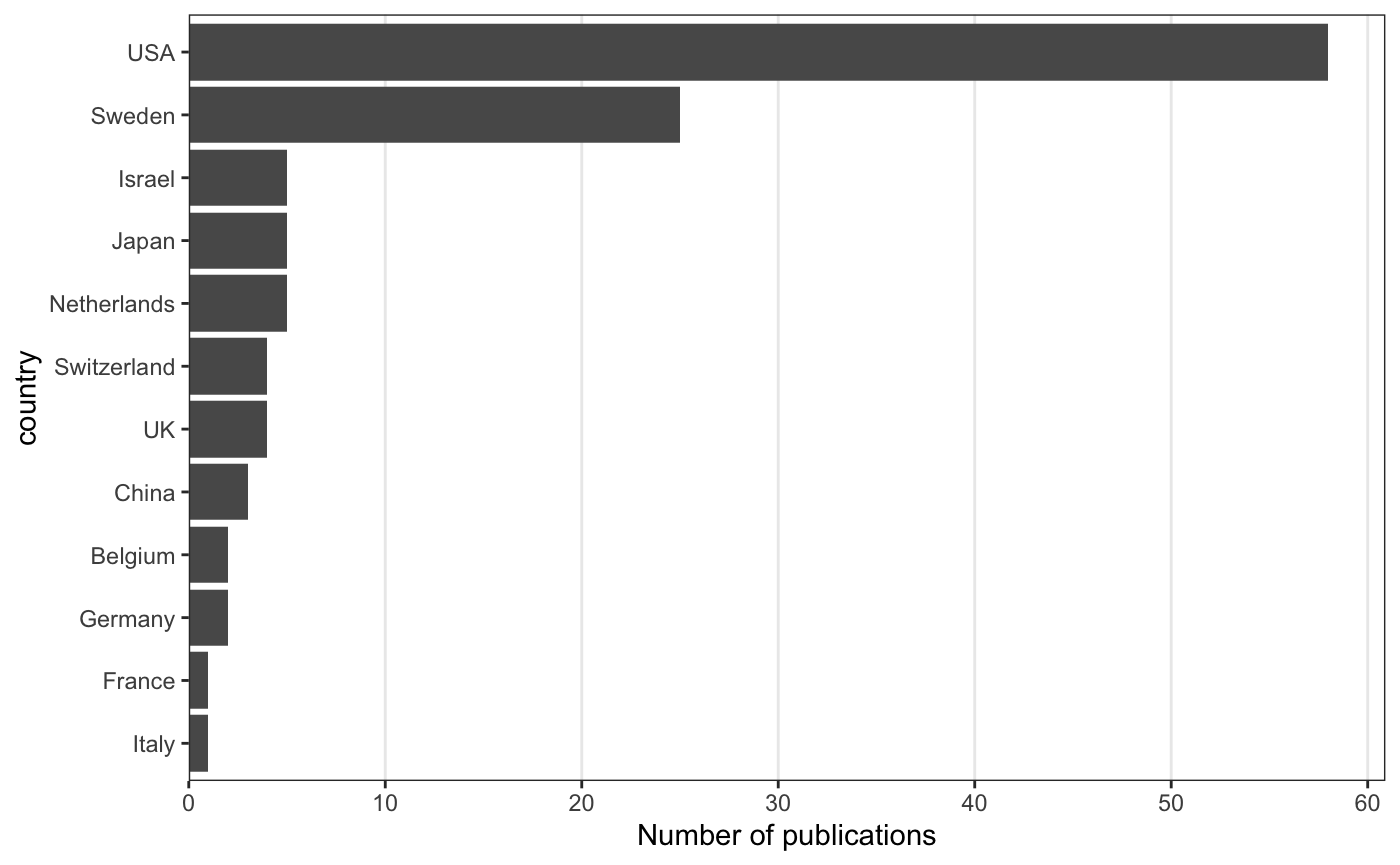 USA
Sweden
Israel
Japan
Netherlands
Switzerland
UK
China
Belgium
Germany
France
Italy
country
0 10 20 30 40 50 60
Number of publications